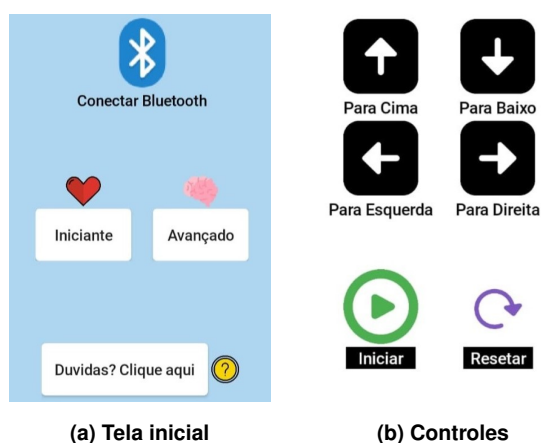 Conectar Bluetooth
Iniciante
Avançado
Duvidas? Clique aqui
?
(a) Tela inicial
Para Cima
Para Baixo
Para Esquerda
Para Direita
Iniciar
Resetar
(b) Controles